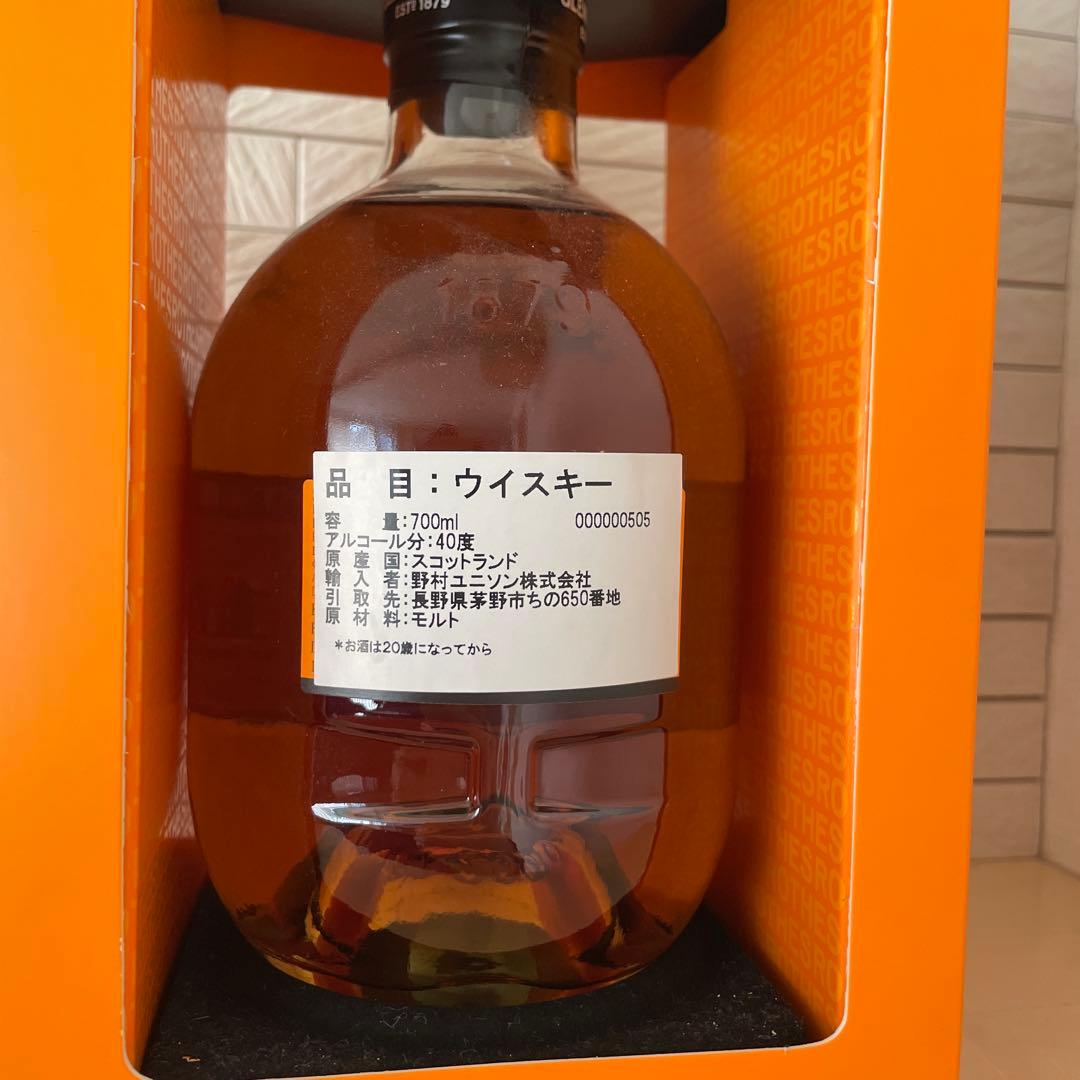 ESTD 1879
1879
品 目：ウイスキー
容 量：700ml 000000505
アルコール分：40度
原 産 国：スコットランド
輸 入 者：野村ユニソン株式会社
引 取 先：長野県茅野市ちの650番地
原 材 料：モルト
＊お酒は20歳になってから
ROTHESROTHES